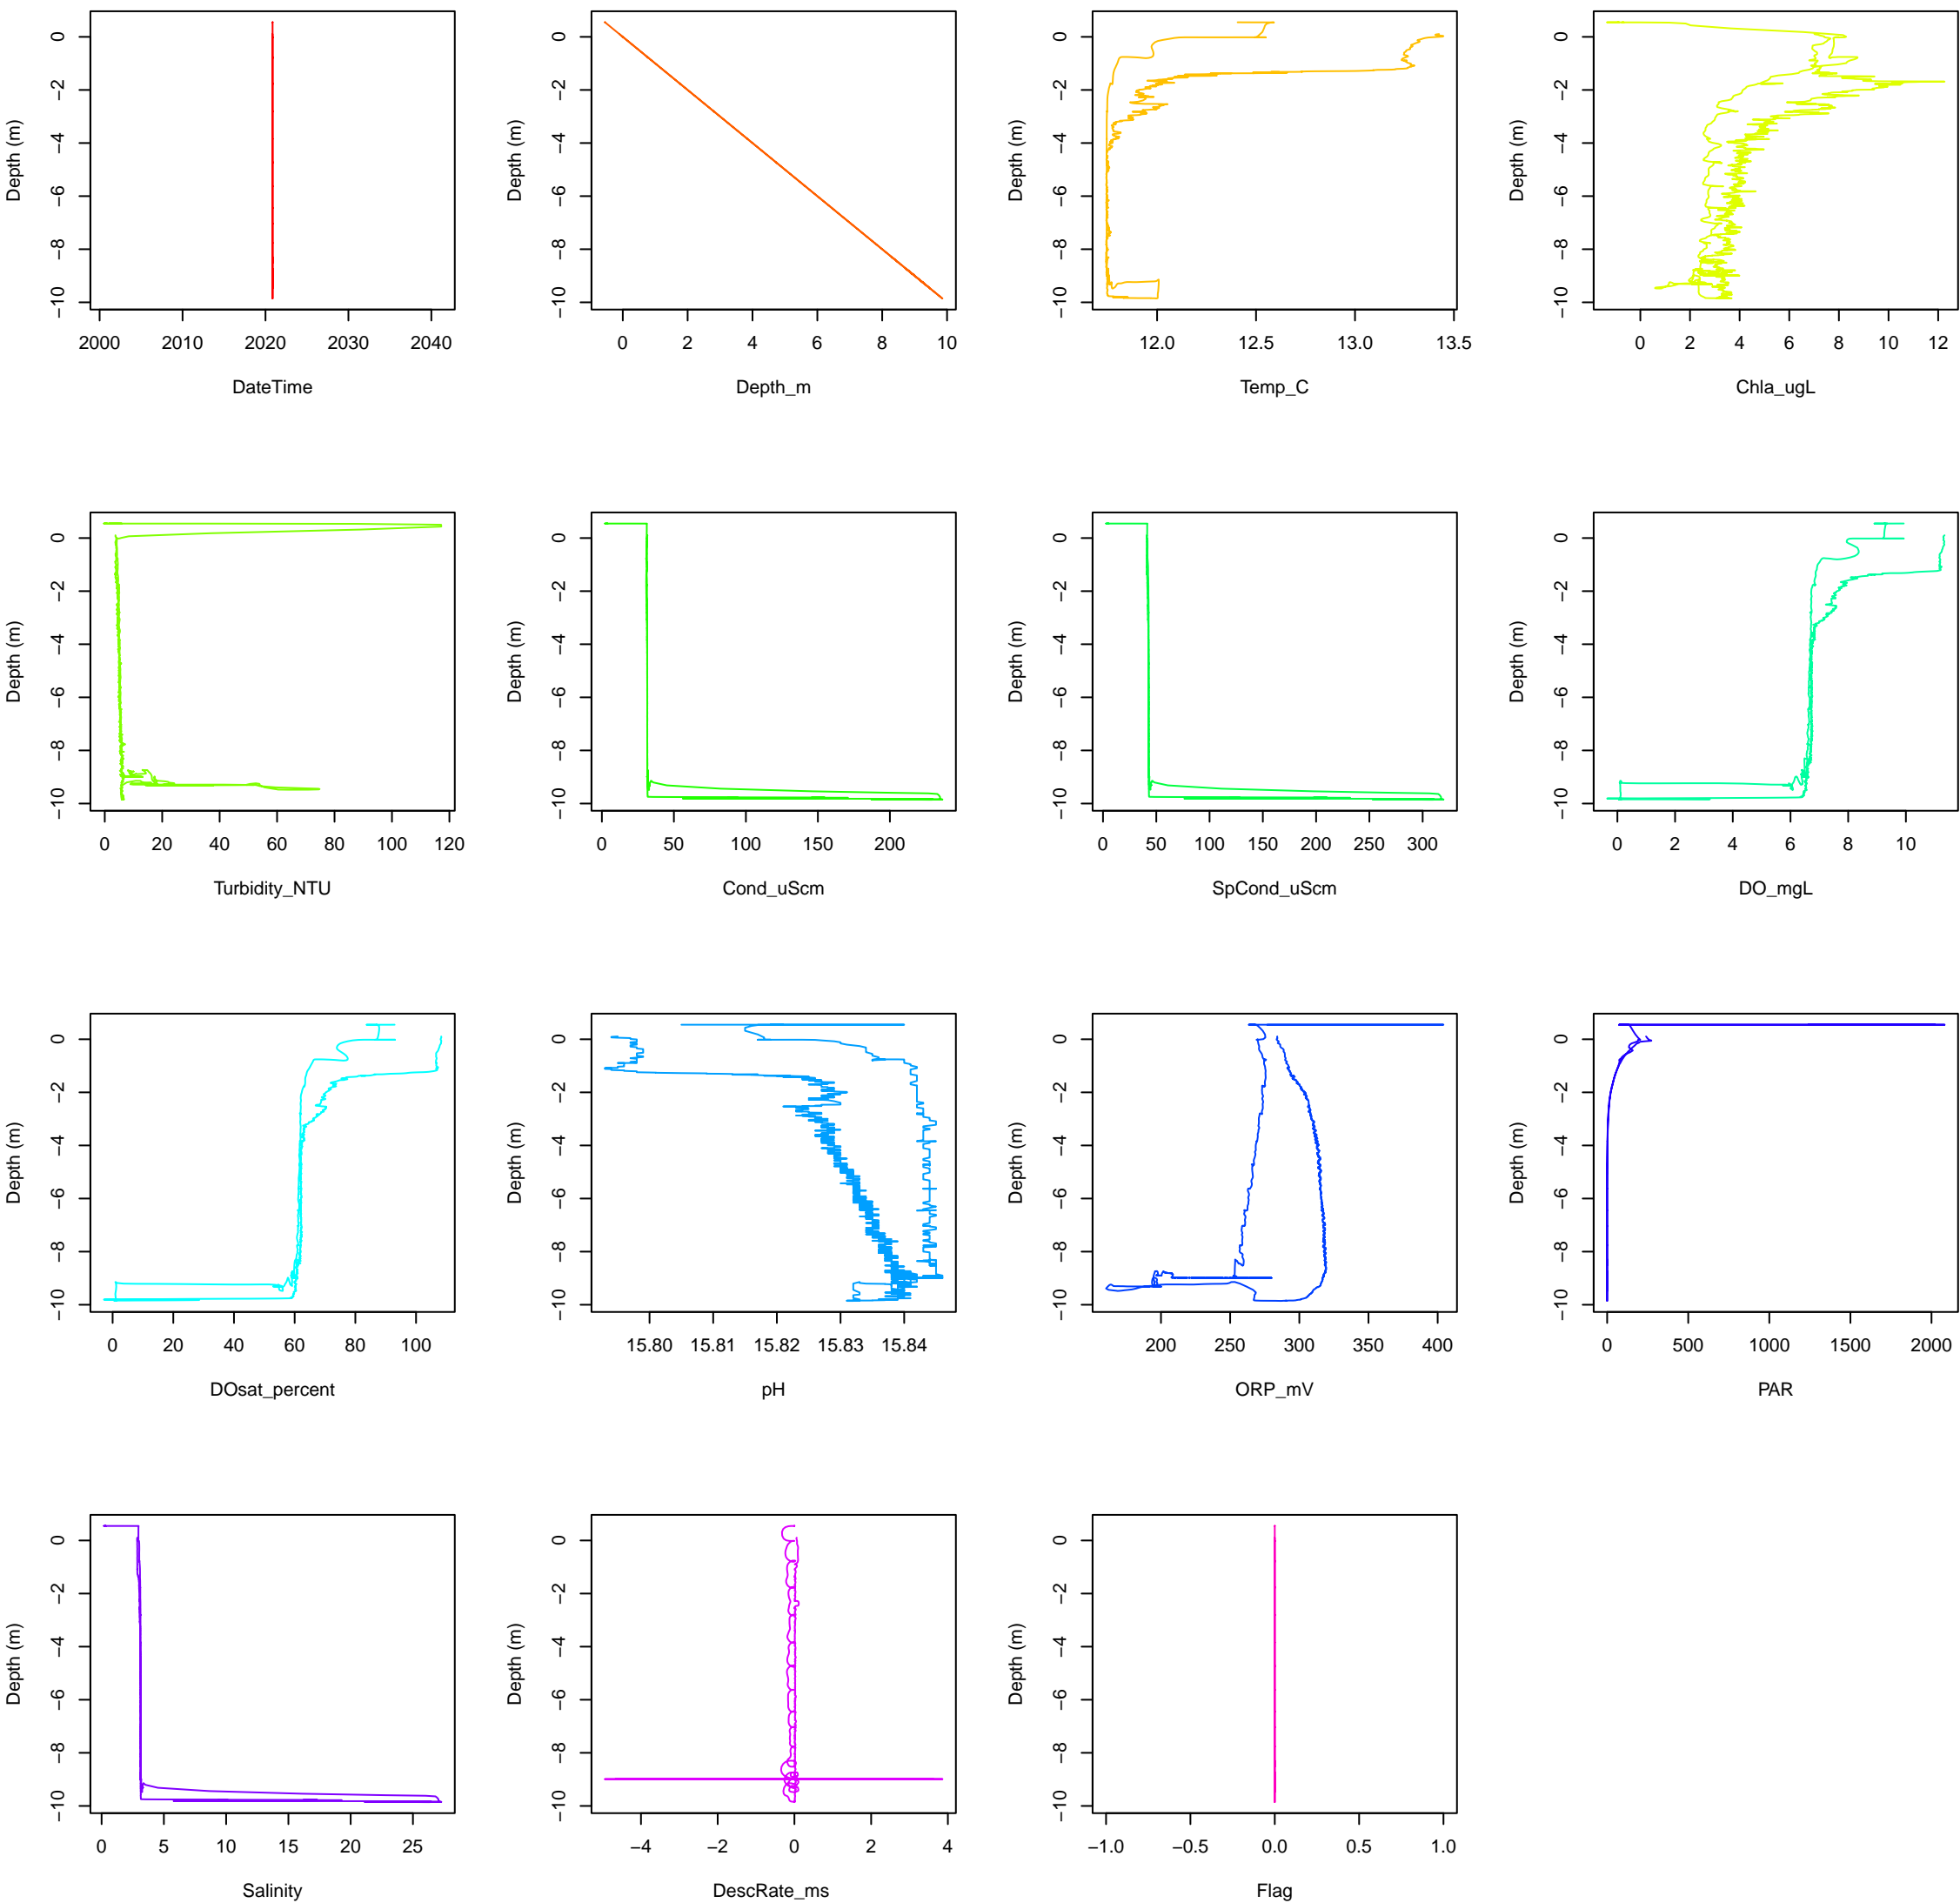 Depth (m)
0
−2
−4
−6
−8
−10
2000 2010 2020 2030 2040
DateTime
Depth (m)
0
−2
−4
−6
−8
−10
0 2 4 6 8 10
Depth_m
Depth (m)
0
−2
−4
−6
−8
−10
12.0 12.5 13.0 13.5
Temp_C
Depth (m)
0
−2
−4
−6
−8
−10
0 2 4 6 8 10 12
Chla_ugL
Depth (m)
0
−2
−4
−6
−8
−10
0 20 40 60 80 100 120
Turbidity_NTU
Depth (m)
0
−2
−4
−6
−8
−10
0 50 100 150 200
Cond_uScm
Depth (m)
0
−2
−4
−6
−8
−10
0 50 100 150 200 250 300
SpCond_uScm
Depth (m)
0
−2
−4
−6
−8
−10
0 2 4 6 8 10
DO_mgL
Depth (m)
0
−2
−4
−6
−8
−10
0 20 40 60 80 100
DOsat_percent
Depth (m)
0
−2
−4
−6
−8
−10
15.80 15.81 15.82 15.83 15.84
pH
Depth (m)
0
−2
−4
−6
−8
−10
200 250 300 350 400
ORP_mV
Depth (m)
0
−2
−4
−6
−8
−10
0 500 1000 1500 2000
PAR
Depth (m)
0
−2
−4
−6
−8
−10
0 5 10 15 20 25
Salinity
Depth (m)
0
−2
−4
−6
−8
−10
−4 −2 0 2 4
DescRate_ms
Depth (m)
0
−2
−4
−6
−8
−10
−1.0 −0.5 0.0 0.5 1.0
Flag